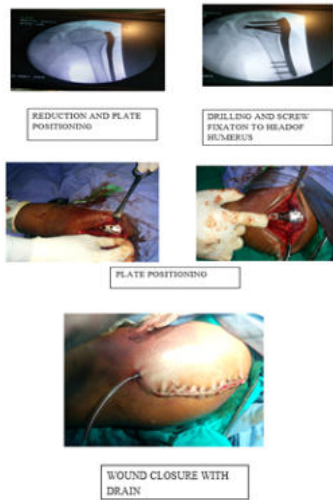 REDUCTION AND PLATE
POSITIONING
DRILLING AND SCREW
FIXATON TO HEADOF
HUMERUS
PLATE POSITIONING
WOUND CLOSURE WITH
DRAIN